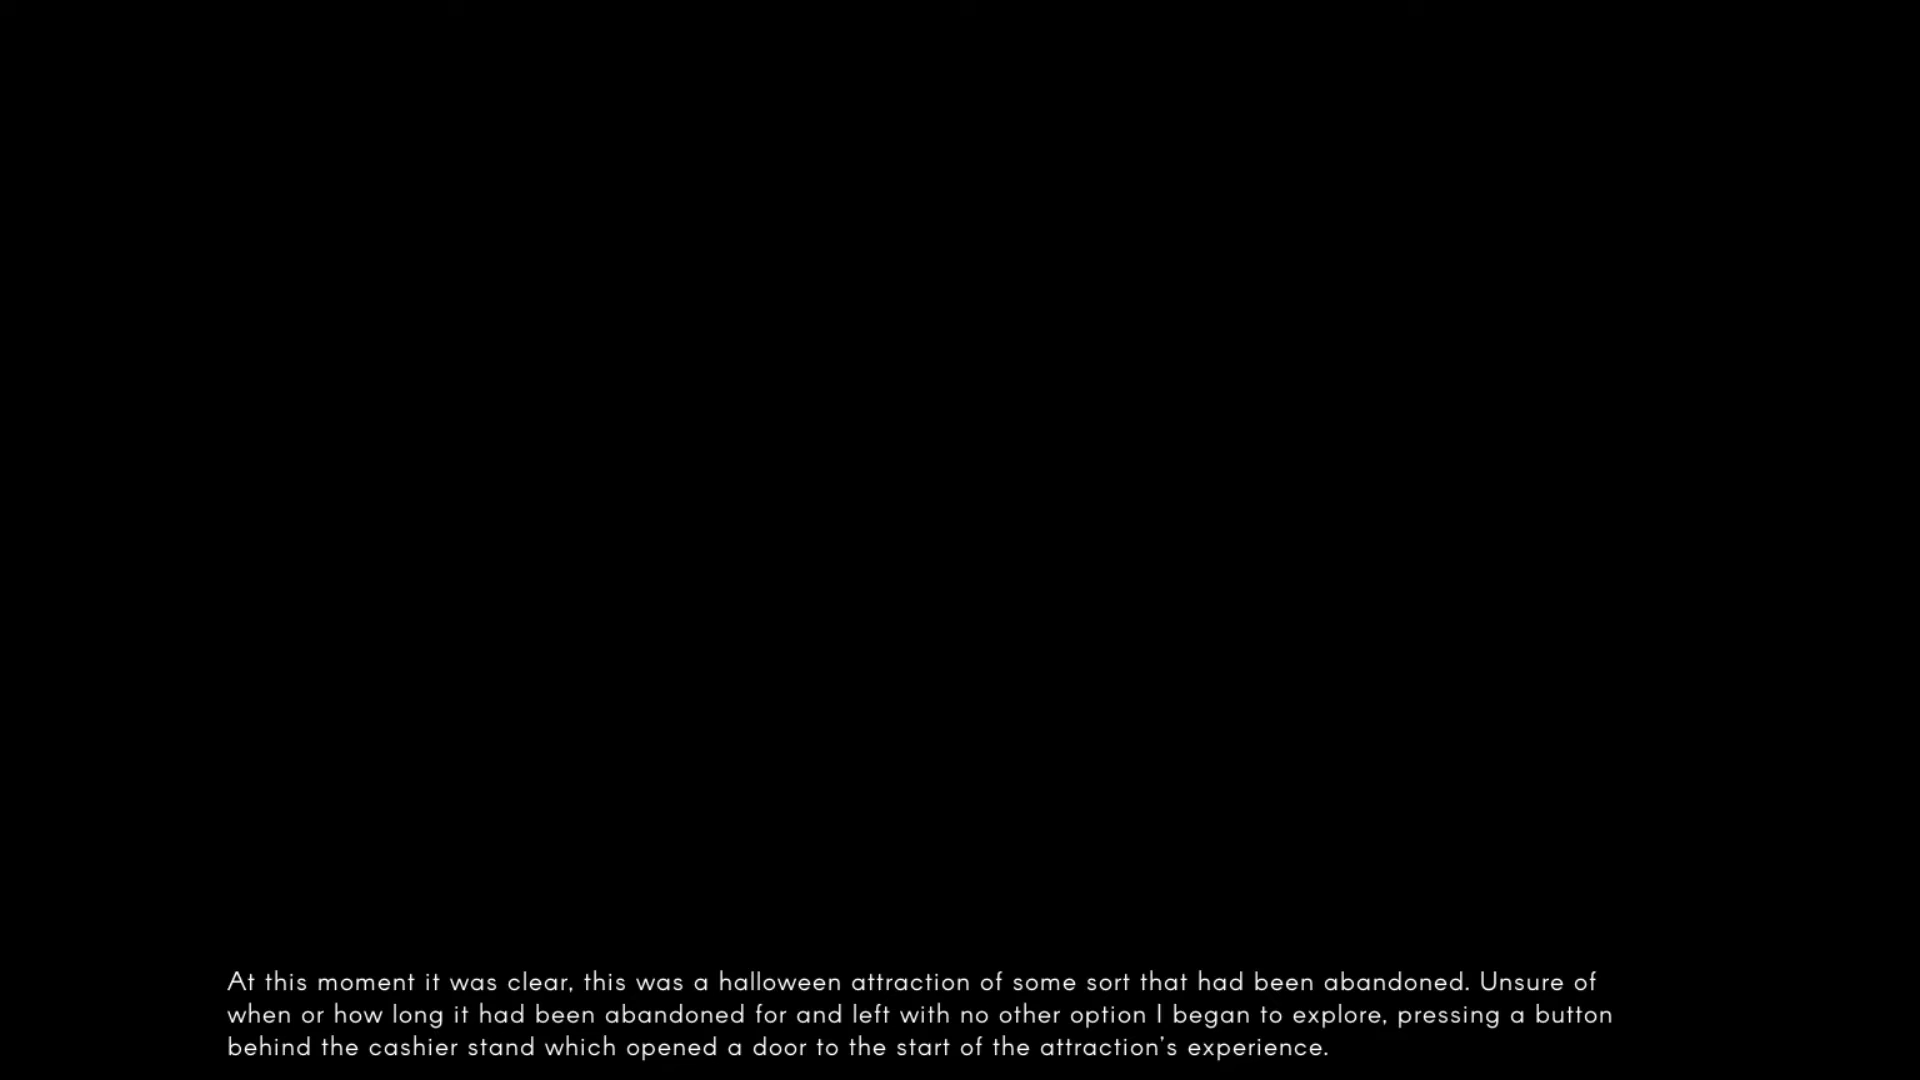 At this moment it was clear, this was a halloween attraction of some sort that had been abandoned. Unsure of
when or how long it had been abandoned for and left with no other option I began to explore, pressing a button
behind the cashier stand which opened a door to the start of the attraction's experience.